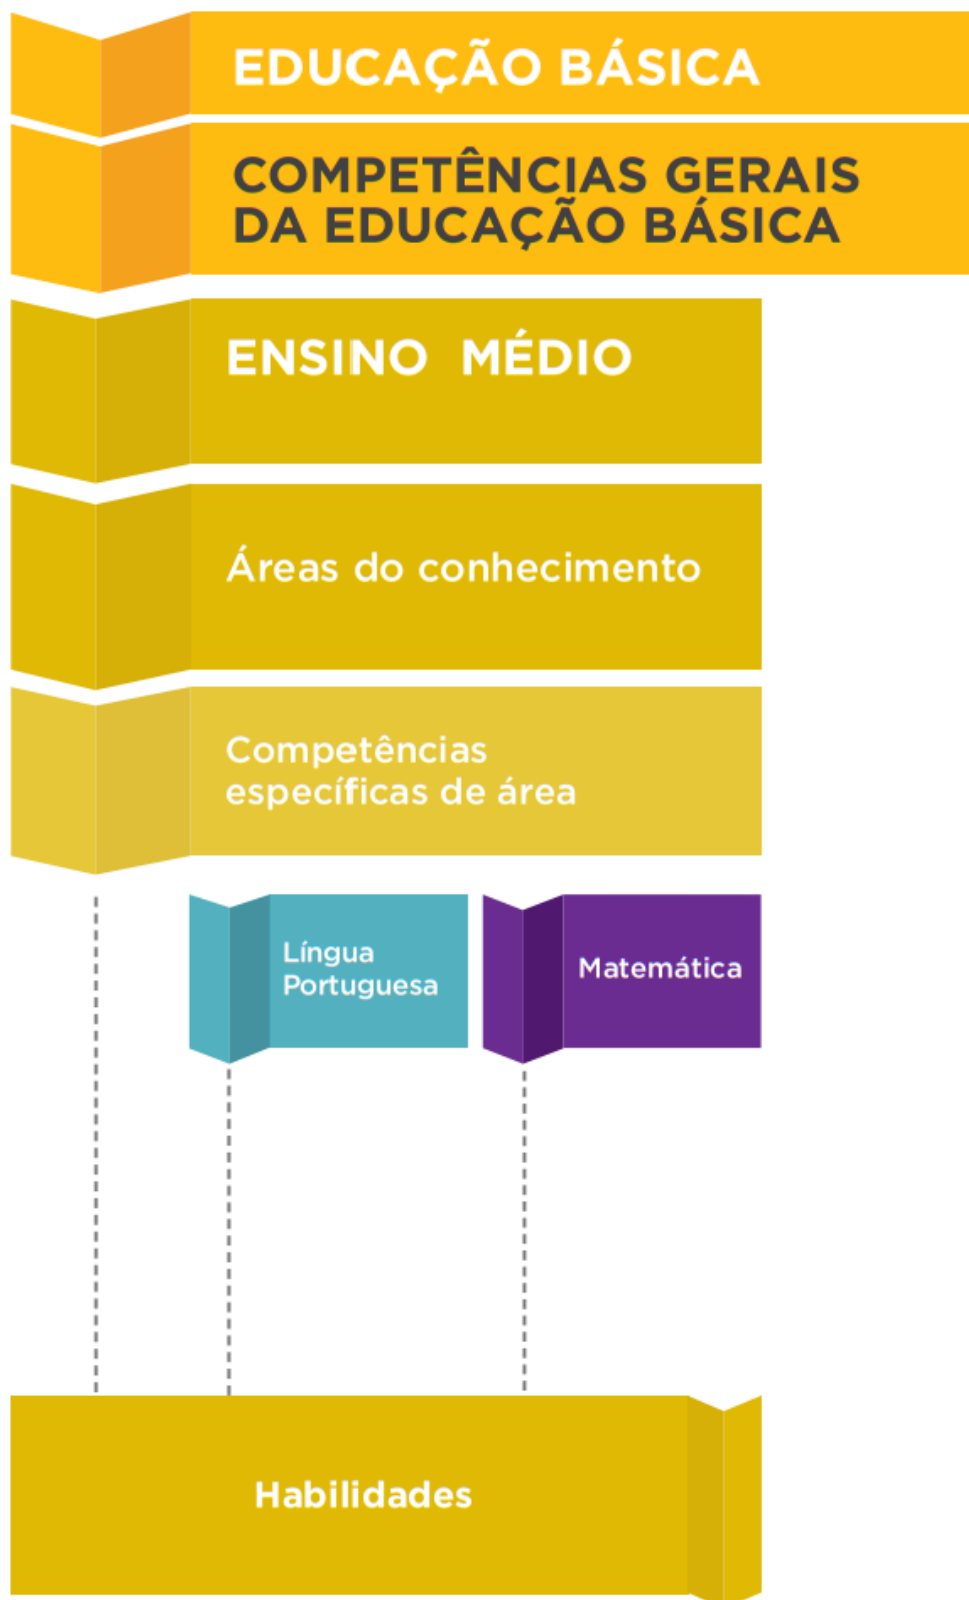 EDUCAÇÃO BÁSICA
COMPETÊNCIAS GERAIS
DA EDUCAÇÃO BÁSICA
ENSINO MÉDIO
Áreas do conhecimento
Competências
específicas de área
Língua
Portuguesa
Matemática
Habilidades